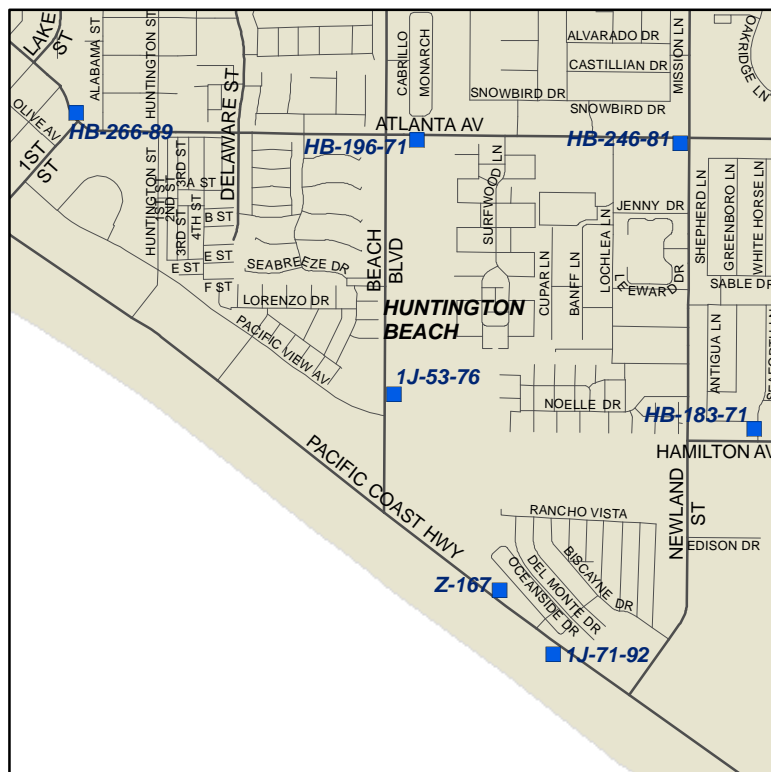 LAKE ST
ALABAMA ST
HUNTINGTON ST
DELAWARE ST
CABRILLO
MONARCH
ALVARADO DR
CASTILLIAN DR
MISSION LN
OAKRIDGE LN
SNOWBIRD DR
SNOWBIRD DR
OLIVE AV
HB-266-89
1ST ST
ATLANTA AV
HB-196-71
HB-246-81
HUNTINGTON ST
1ST ST
2ND ST
3RD ST
3RD ST
4TH ST
A ST
B ST
E ST
E ST
F ST
SEABREEZE DR
LORENZO DR
PACIFIC VIEW AV
BEACH BLVD
SURFWOOD LN
CUPAR LN
BANFF LN
LOCHLEA LN
JENNY DR
LEEWARD DR
SHEPHERD LN
GREENBORO LN
WHITE HORSE LN
SABLE DR
HUNTINGTON
BEACH
ANTIGUA LN
SEAFORTH LN
1J-53-76
NOELLE DR
HB-183-71
HAMILTON AV
PACIFIC COAST HWY
NEWLAND ST
RANCHO VISTA
EDISON DR
BISCAYNE DR
DEL MONTE DR
OCEANSIDE DR
Z-167
1J-71-92